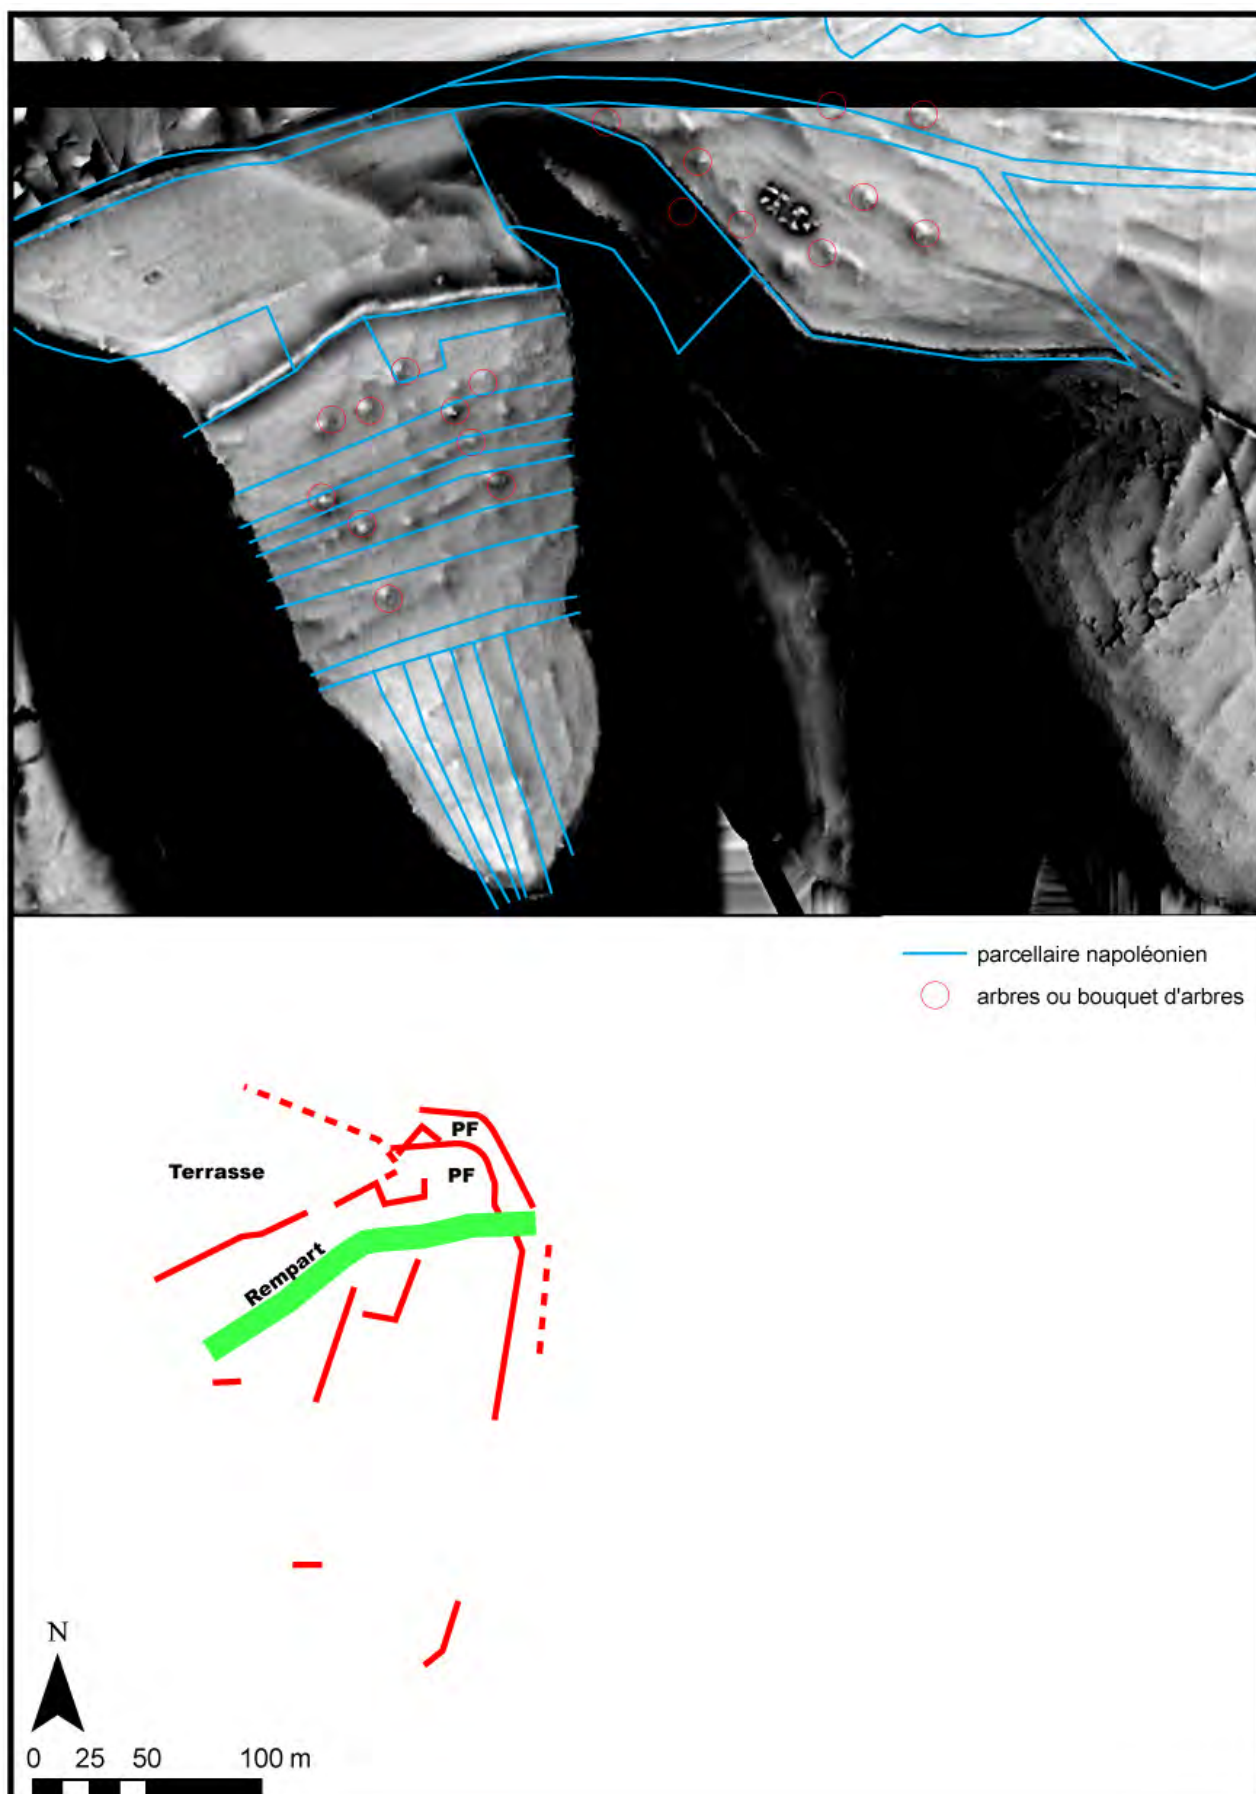 parcellaire napoléonien
arbres ou bouquet d'arbres
PF
Terrasse
PF
Rempart
N
0 25 50 100 m